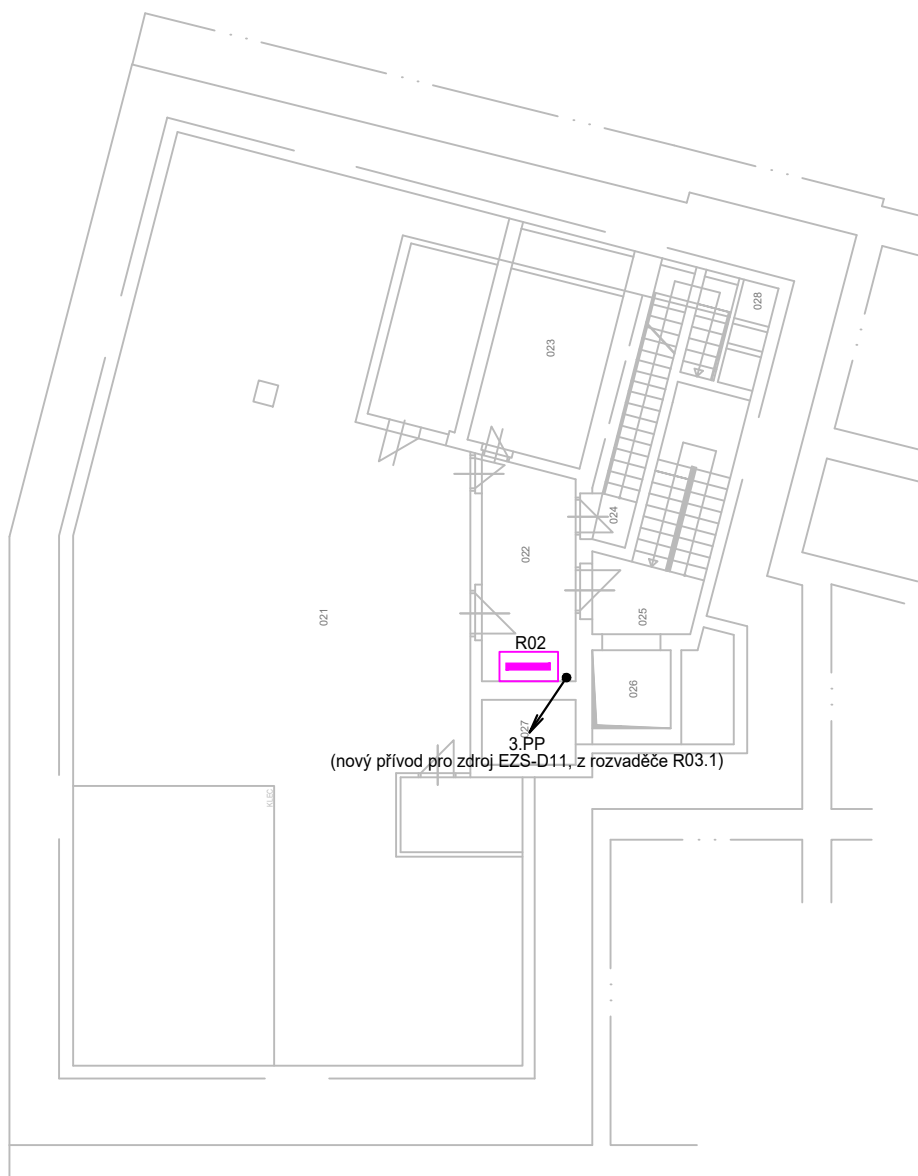 028
023
024
022
021
025
R02
026
027
3.PP
(nový přívod pro zdroj EZS-D11, z rozvaděče R03.1)
KLEC